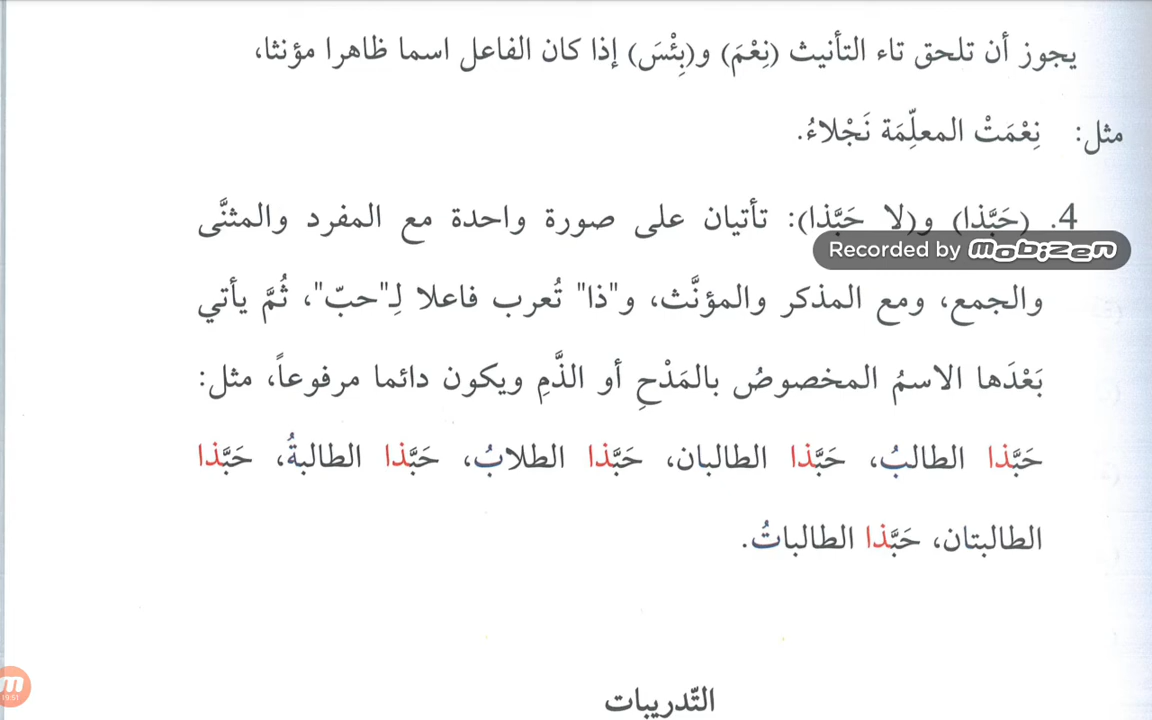 يجوز أن تلحق تاء التأنيث (نِعْمَ) و(بِئْسَ) إذا كان الفاعل اسما ظاهرا مؤنثا،
مثل: نِعْمَتْ المعلِّمَة نَجْلاءُ.
4. (حَبَّذا) و(لا حَبَّذا): تأتيان على صورة واحدة مع المفرد والمثنَّى
Recorded by mobizen
والجمع، ومع المذكر والمؤنَّث، و"ذا" تُعرب فاعلا لِـ"حبّ"، ثُمَّ يأتي
بَعْدَها الاسمُ المخصوصُ بالمَدْحِ أو الذَّمِ ويكون دائما مرفوعاً، مثل:
حَبَّذا الطالبُ، حَبَّذا الطالبان، حَبَّذا الطلابُ، حَبَّذا الطالبةُ، حَبَّذا
الطالبتان، حَبَّذا الطالباتُ.
التّدريبات
19:51